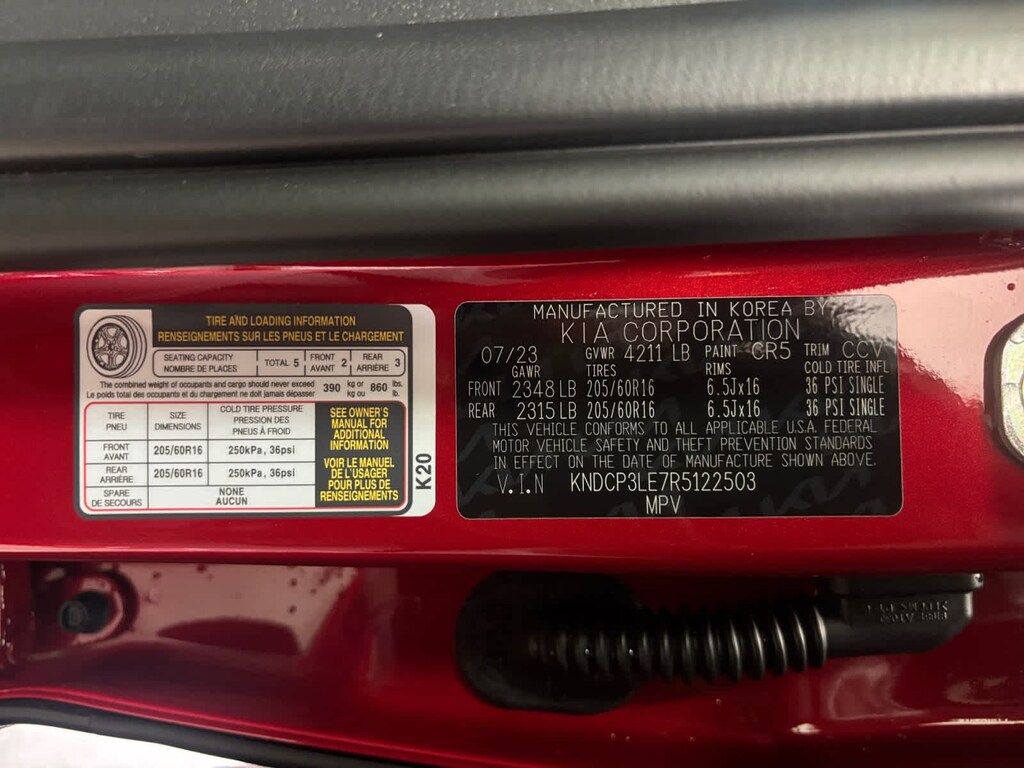 TIRE AND LOADING INFORMATION
RENSEIGNEMENTS SUR LES PNEUS ET LE CHARGEMENT
SEATING CAPACITY
NOMBRE DE PLACES
TOTAL 5
FRONT
AVANT 2
REAR
ARRIÈRE 3
The combined weight of occupants and cargo should never exceed 390 kg or 860 lbs.
Le poids total des occupants et du chargement ne doit jamais dépasser kg ou lb.
TIRE
PNEU
SIZE
DIMENSIONS
COLD TIRE PRESSURE
PRESSION DES
PNEUS À FROID
FRONT
AVANT
205/60R16
250kPa, 36psi
REAR
ARRIÈRE
205/60R16
250kPa, 36psi
SPARE
DE SECOURS
NONE
AUCUN
SEE OWNER'S
MANUAL FOR
ADDITIONAL
INFORMATION
VOIR LE MANUEL
DE L'USAGER
POUR PLUS DE
RENSEIGNEMENTS
K20
MANUFACTURED IN KOREA BY
KIA CORPORATION
07/23 GVWR 4211 LB PAINT CR5 TRIM CCV
GAWR TIRES RIMS COLD TIRE INFL
FRONT 2348 LB 205/60R16 6.5Jx16 36 PSI SINGLE
REAR 2315 LB 205/60R16 6.5Jx16 36 PSI SINGLE
THIS VEHICLE CONFORMS TO ALL APPLICABLE U.S.A. FEDERAL
MOTOR VEHICLE SAFETY AND THEFT PREVENTION STANDARDS
IN EFFECT ON THE DATE OF MANUFACTURE SHOWN ABOVE.
V.I.N KNDCP3LE7R5122503
MPV